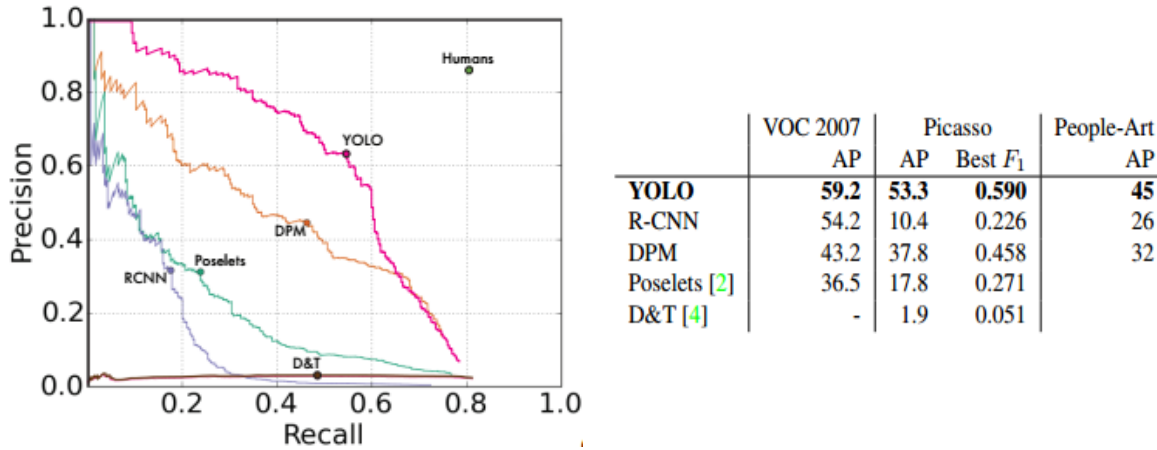 1.0
0.8
0.6
0.4
0.2
0.0
Precision
0.2 0.4 0.6 0.8 1.0
Recall
Humans
YOLO
DPM
Poselets
RCNN
D&T
VOC 2007 Picasso People-Art
AP AP Best F1 AP
YOLO 59.2 53.3 0.590 45
R-CNN 54.2 10.4 0.226 26
DPM 43.2 37.8 0.458 32
Poselets [2] 36.5 17.8 0.271
D&T [4] - 1.9 0.051